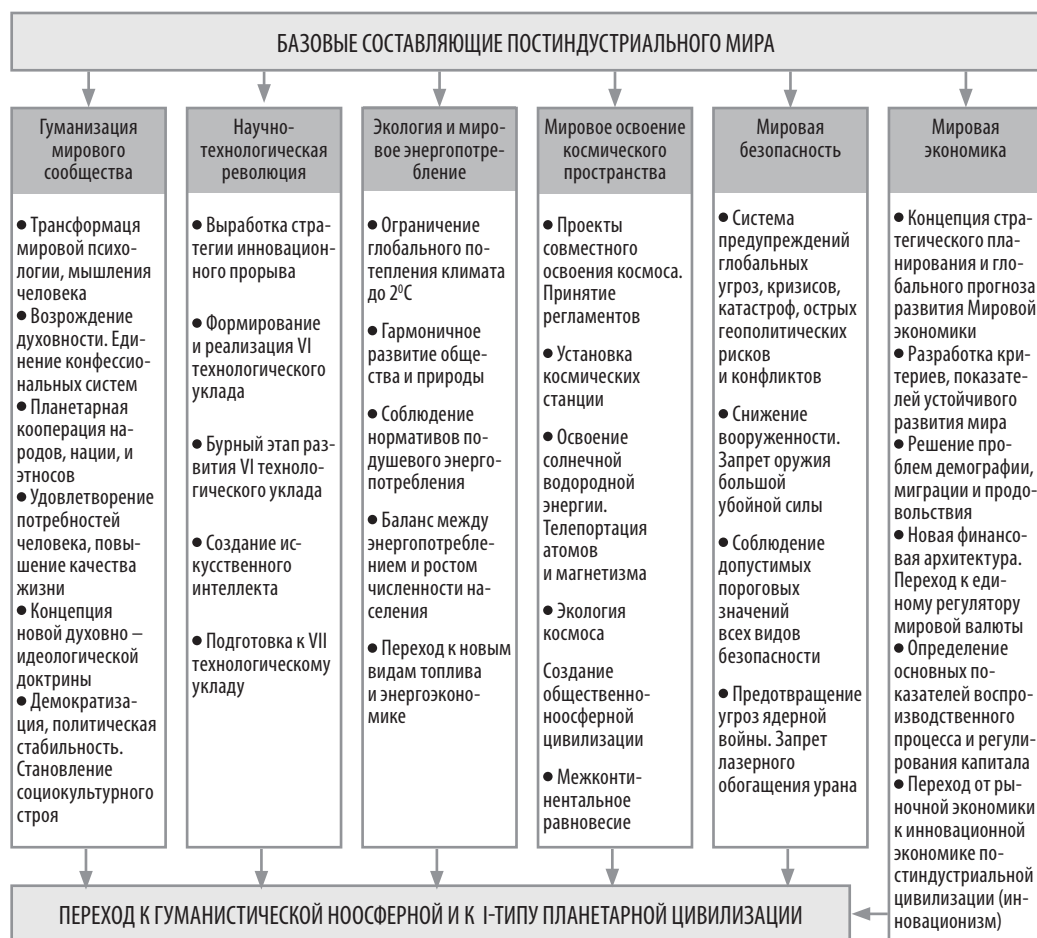 БАЗОВЫЕ СОСТАВЛЯЮЩИЕ ПОСТИНДУСТРИАЛЬНОГО МИРА
Гуманизация
мирового
сообщества
● Трансформаця
мировой психо-
логии, мышления
человека
● Возрождение
духовности. Еди-
нение конфессио-
нальных систем
● Планетарная
кооперация на-
родов, нации, и
этносов
● Удовлетворение
потребностей
человека, повы-
шение качества
жизни
● Концепция
новой духовно –
идеологической
доктрины
● Демократиза-
ция, политическая
стабильность.
Становление
социокультурного
строя
Научно-
технологическая
революция
● Выработка стра-
тегии инновацион-
ного прорыва
● Формирование
и реализация VI
технологического
уклада
● Бурный этап раз-
вития VI техноло-
гического уклада
● Создание ис-
кусственного
интеллекта
● Подготовка к VII
технологическому
укладу
Экология и миро-
вое энергопотре-
бление
● Ограничение
глобального по-
тепления климата
до 2⁰С
● Гармоничное
развитие обще-
ства и природы
● Соблюдение
нормативов по-
душевого энерго-
потребления
● Баланс между
энергопотребле-
нием и ростом
численности на-
селения
● Переход к новым
видам топлива
и энергоэконо-
мике
Мировое освоение
космического
пространства
● Проекты
совместного
освоения космоса.
Принятие
регламентов
● Установка
космических
станции
● Освоение
солнечной
водородной
энергии.
Телепортация
атомов
и магнетизма
● Экология
космоса
Создание
общественно-
ноосферной
цивилизации
● Межконти-
нентальное
равновесие
Мировая
безопасность
● Система
предупреждений
глобальных
угроз, кризисов,
катастроф, острых
геополитических
рисков
и конфликтов
● Снижение
вооруженности.
Запрет оружия
большой
убойной силы
● Соблюдение
допустимых
пороговых
значений
всех видов
безопасности
● Предотвращение
угроз ядерной
войны. Запрет
лазерного
обогащения урана
Мировая
экономика
● Концепция стра-
тегического пла-
нирования и гло-
бального прогноза
развития Мировой
экономики
● Разработка кри-
териев, показате-
лей устойчивого
развития мира
● Решение про-
блем демографии,
миграции и продо-
вольствия
● Новая финансо-
вая архитектура.
Переход к еди-
ному регулятору
мировой валюты
● Определение
основных по-
казателей воспро-
изводственного
процесса и регули-
рования капитала
● Переход от ры-
ночной экономики
к инновационной
экономике по-
стиндустриальной
цивилизации (ин-
новационизм)
ПЕРЕХОД К ГУМАНИСТИЧЕСКОЙ НООСФЕРНОЙ И К I-ТИПУ ПЛАНЕТАРНОЙ ЦИВИЛИЗАЦИИ